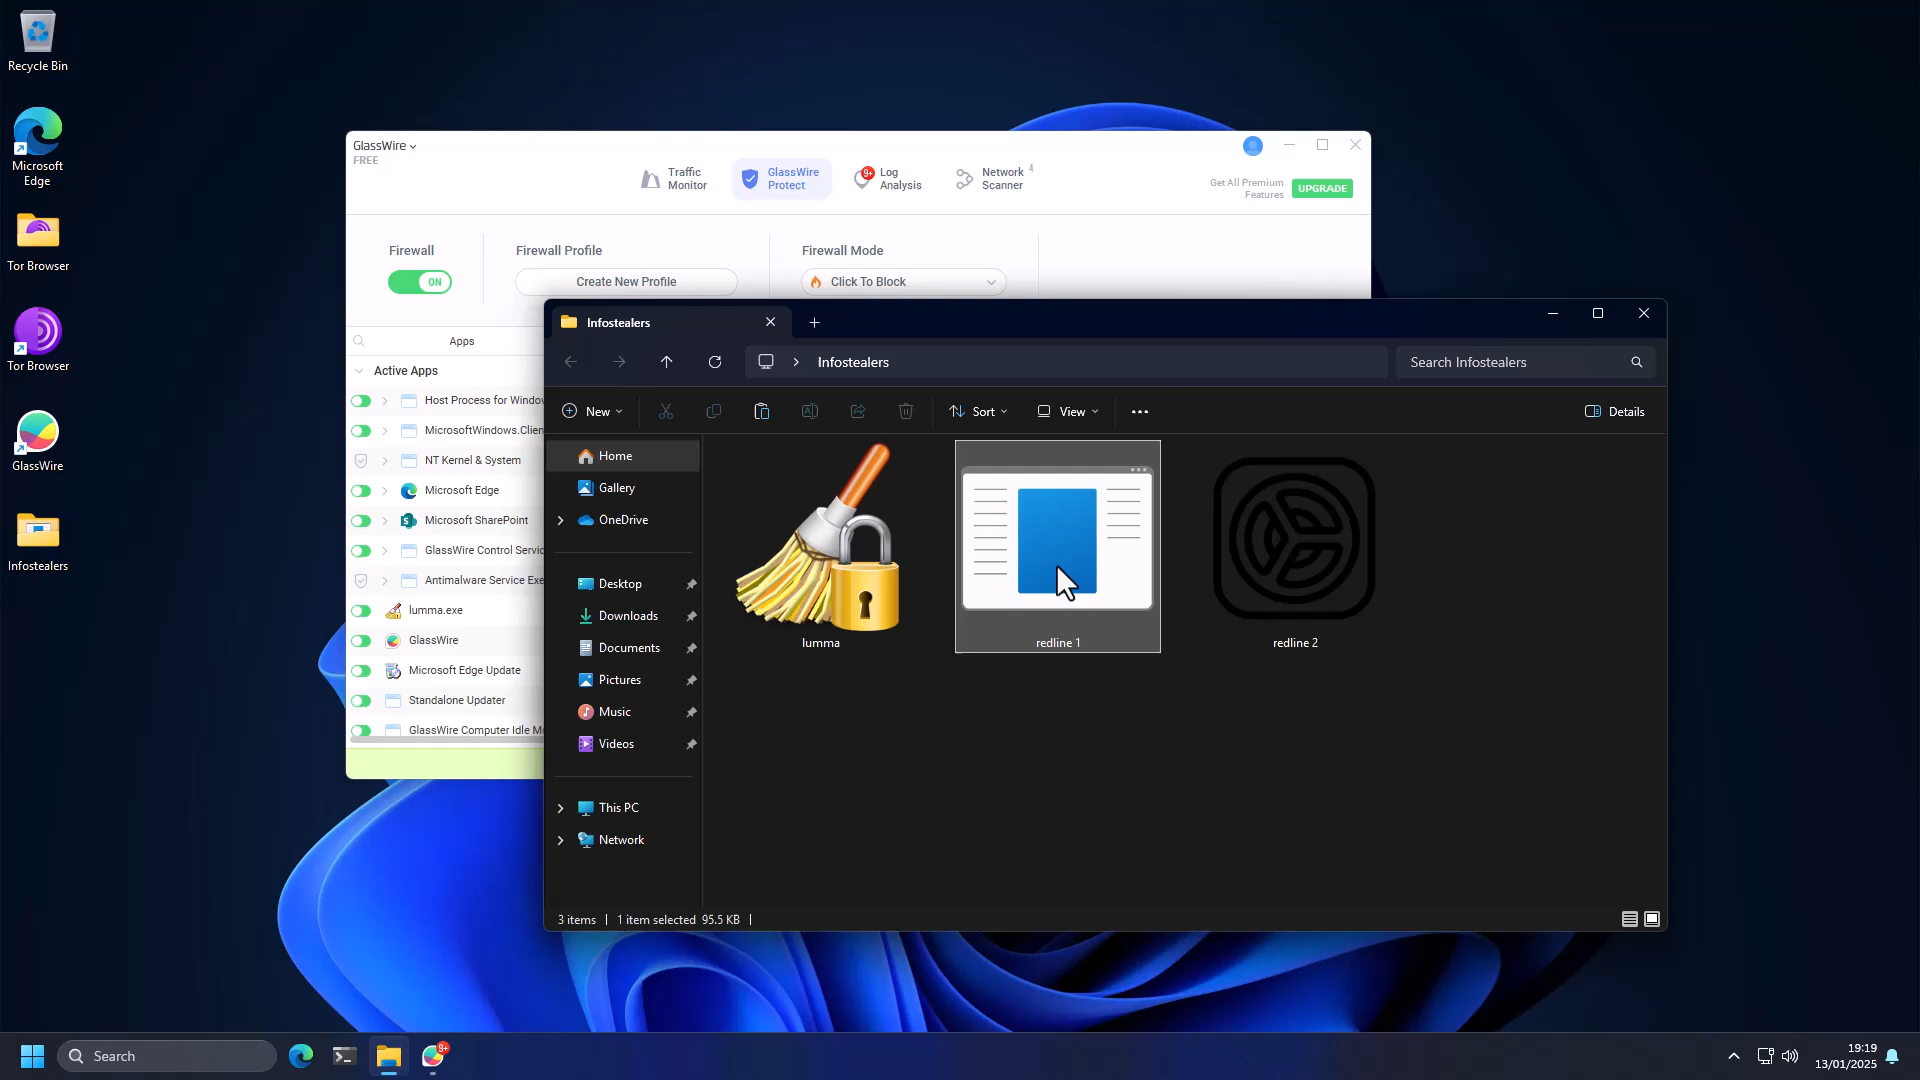 Recycle Bin
Microsoft
Edge
Tor Browser
Tor Browser
GlassWire
Infostealers
GlassWire
FREE
Traffic
Monitor
GlassWire
Protect
9+
Log
Analysis
Network
Scanner
4
Get All Premium
Features
UPGRADE
Firewall
ON
Firewall Profile
Create New Profile
Firewall Mode
Click To Block
Apps
Active Apps
Host Process for Window
MicrosoftWindows.Clien
NT Kernel & System
Microsoft Edge
Microsoft SharePoint
GlassWire Control Servic
Antimalware Service Exe
lumma.exe
GlassWire
Microsoft Edge Update
Standalone Updater
GlassWire Computer Idle Mo
Infostealers
Infostealers
Search Infostealers
New
Sort
View
Details
Home
Gallery
OneDrive
Desktop
Downloads
Documents
Pictures
Music
Videos
This PC
Network
lumma
redline 1
redline 2
3 items
1 item selected 95.5 KB
Search
9+
19:19
13/01/2025